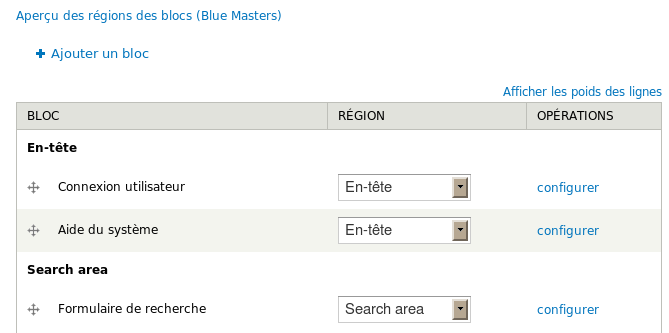 Aperçu des régions des blocs (Blue Masters)
Ajouter un bloc
Afficher les poids des lignes
BLOC RÉGION OPÉRATIONS
En-tête
Connexion utilisateur En-tête configurer
Aide du système En-tête configurer
Search area
Formulaire de recherche Search area configurer